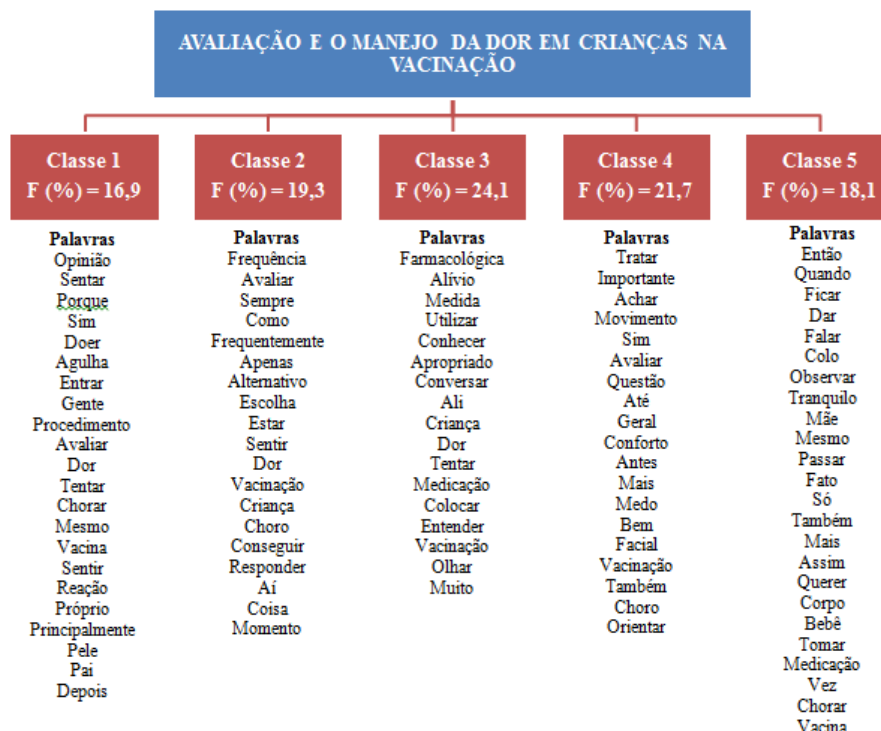 AVALIAÇÃO E O MANEJO DA DOR EM CRIANÇAS NA
VACINAÇÃO
Classe 1
F (%) = 16,9
Palavras
Opinião
Sentar
Porque
Sim
Doer
Agulha
Entrar
Gente
Procedimento
Avaliar
Dor
Tentar
Chorar
Mesmo
Vacina
Sentir
Reação
Próprio
Principalmente
Pele
Pai
Depois
Classe 2
F (%) = 19,3
Palavras
Frequência
Avaliar
Sempre
Como
Frequentemente
Apenas
Alternativo
Escolha
Estar
Sentir
Dor
Vacinação
Criança
Choro
Conseguir
Responder
Aí
Coisa
Momento
Classe 3
F (%) = 24,1
Palavras
Farmacológica
Alívio
Medida
Utilizar
Conhecer
Apropriado
Conversar
Ali
Criança
Dor
Tentar
Medicação
Colocar
Entender
Vacinação
Olhar
Muito
Classe 4
F (%) = 21,7
Palavras
Tratar
Importante
Achar
Movimento
Sim
Avaliar
Questão
Até
Geral
Conforto
Antes
Mais
Medo
Bem
Facial
Vacinação
Também
Choro
Orientar
Classe 5
F (%) = 18,1
Palavras
Então
Quando
Ficar
Dar
Falar
Colo
Observar
Tranquilo
Mãe
Mesmo
Passar
Fato
Só
Também
Mais
Assim
Querer
Corpo
Bebê
Tomar
Medicação
Vez
Chorar
Vacina